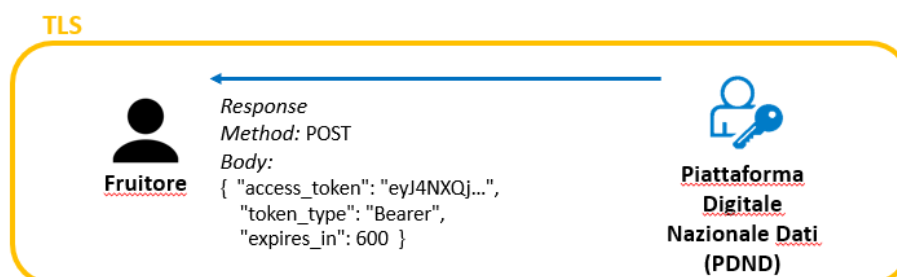 TLS
Response
Method: POST
Body:
{ "access_token": "eyJ4NXQj…",
"token_type": "Bearer",
"expires_in": 600 }
Fruitore
Piattaforma
Digitale
Nazionale Dati
(PDND)